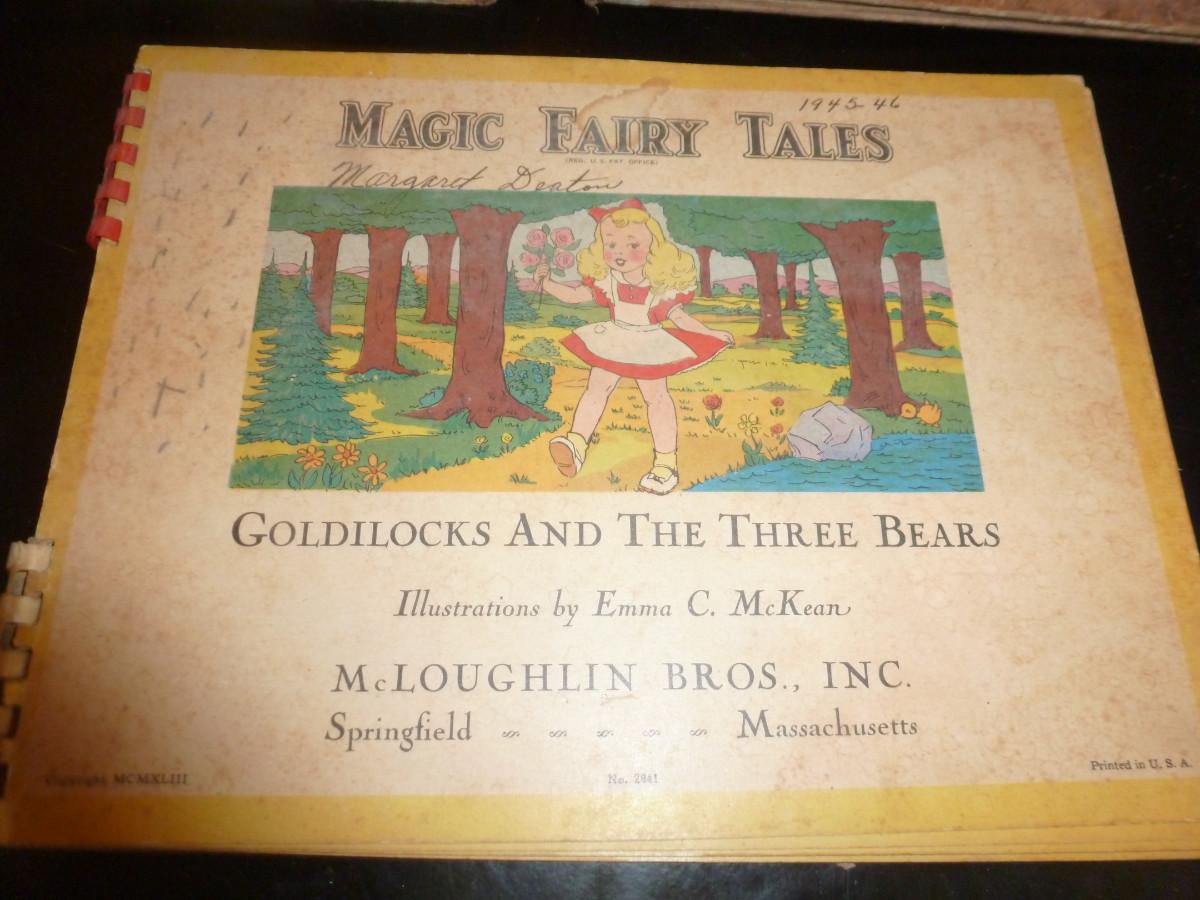 1945-46
MAGIC FAIRY TALES
(REG. U. S. PAT. OFFICE)
Margaret Deaton
GOLDILOCKS AND THE THREE BEARS
Illustrations by Emma C. McKean
McLOUGHLIN BROS., INC.
Springfield Massachusetts
Copyright MCMXLIII No. 2841 Printed in U. S. A.